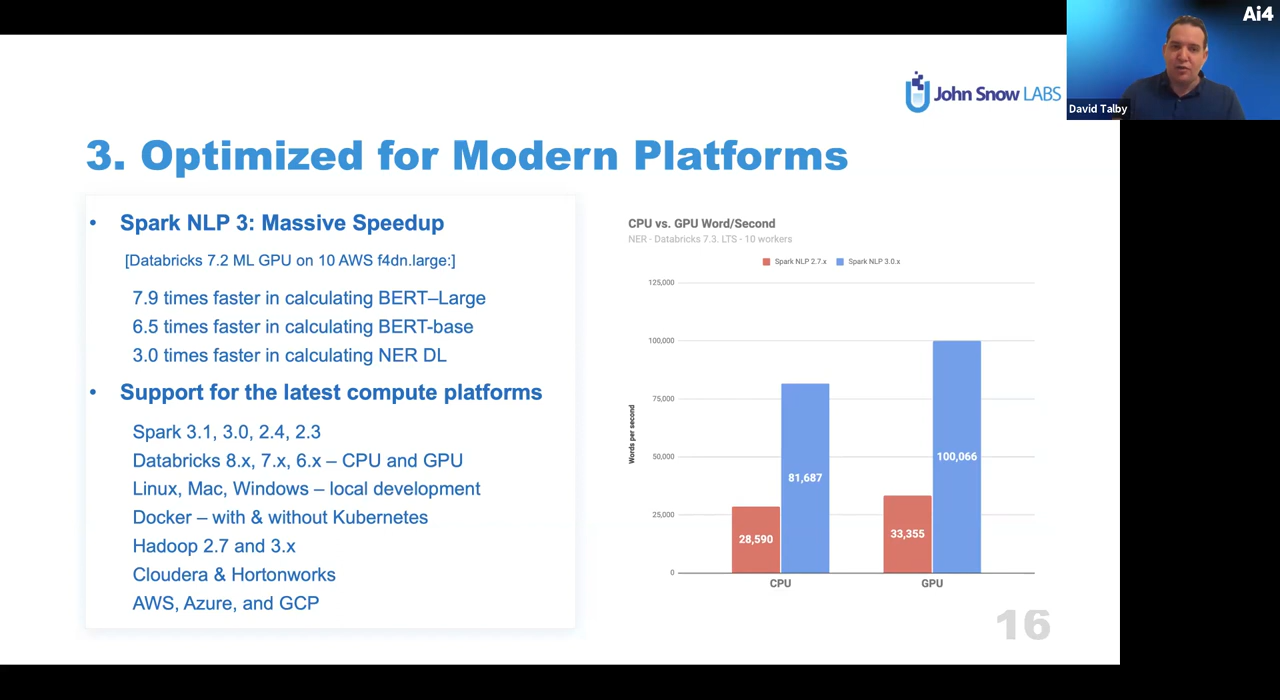 Ai4
David Talby
John Snow LABS
3. Optimized for Modern Platforms
• Spark NLP 3: Massive Speedup
[Databricks 7.2 ML GPU on 10 AWS f4dn.large:]
7.9 times faster in calculating BERT–Large
6.5 times faster in calculating BERT-base
3.0 times faster in calculating NER DL
• Support for the latest compute platforms
Spark 3.1, 3.0, 2.4, 2.3
Databricks 8.x, 7.x, 6.x – CPU and GPU
Linux, Mac, Windows – local development
Docker – with & without Kubernetes
Hadoop 2.7 and 3.x
Cloudera & Hortonworks
AWS, Azure, and GCP
CPU vs. GPU Word/Second
NER - Databricks 7.3. LTS - 10 workers
Spark NLP 2.7.x Spark NLP 3.0.x
125,000
100,000
75,000
50,000
25,000
0
Words per second
28,590
81,687
33,355
100,066
CPU GPU
16